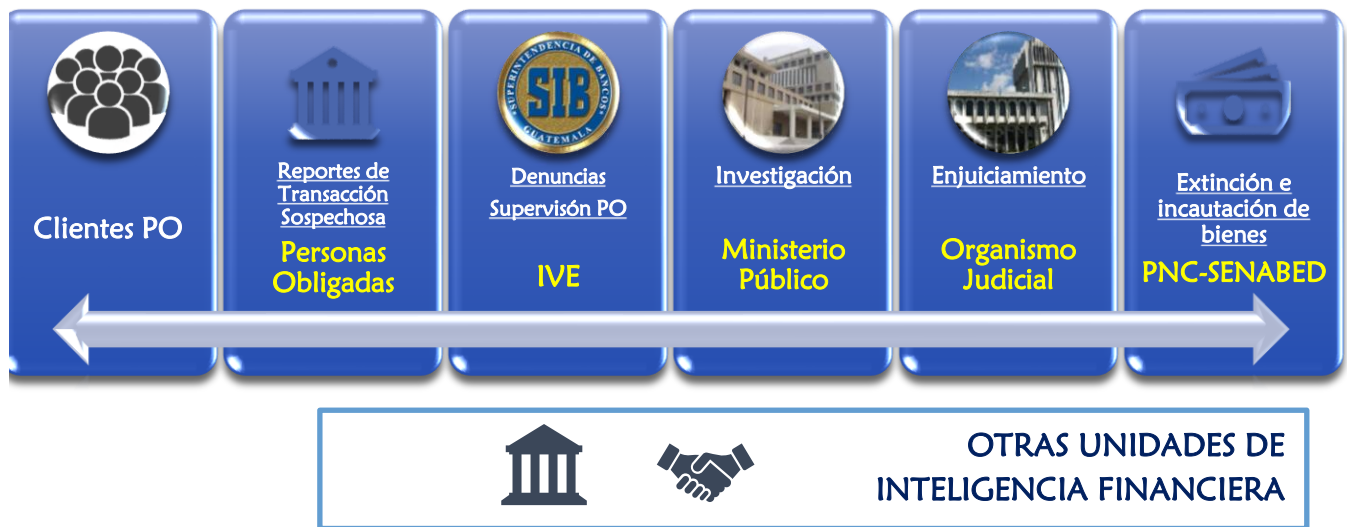 Clientes PO
Reportes de
Transacción
Sospechosa
Personas
Obligadas
SUPERINTENDENCIA DE BANCOS
SIB
GUATEMALA
Denuncias
Supervisón PO
IVE
Investigación
Ministerio
Público
Enjuiciamiento
Organismo
Judicial
Extinción e
incautación de
bienes
PNC-SENABED
OTRAS UNIDADES DE
INTELIGENCIA FINANCIERA